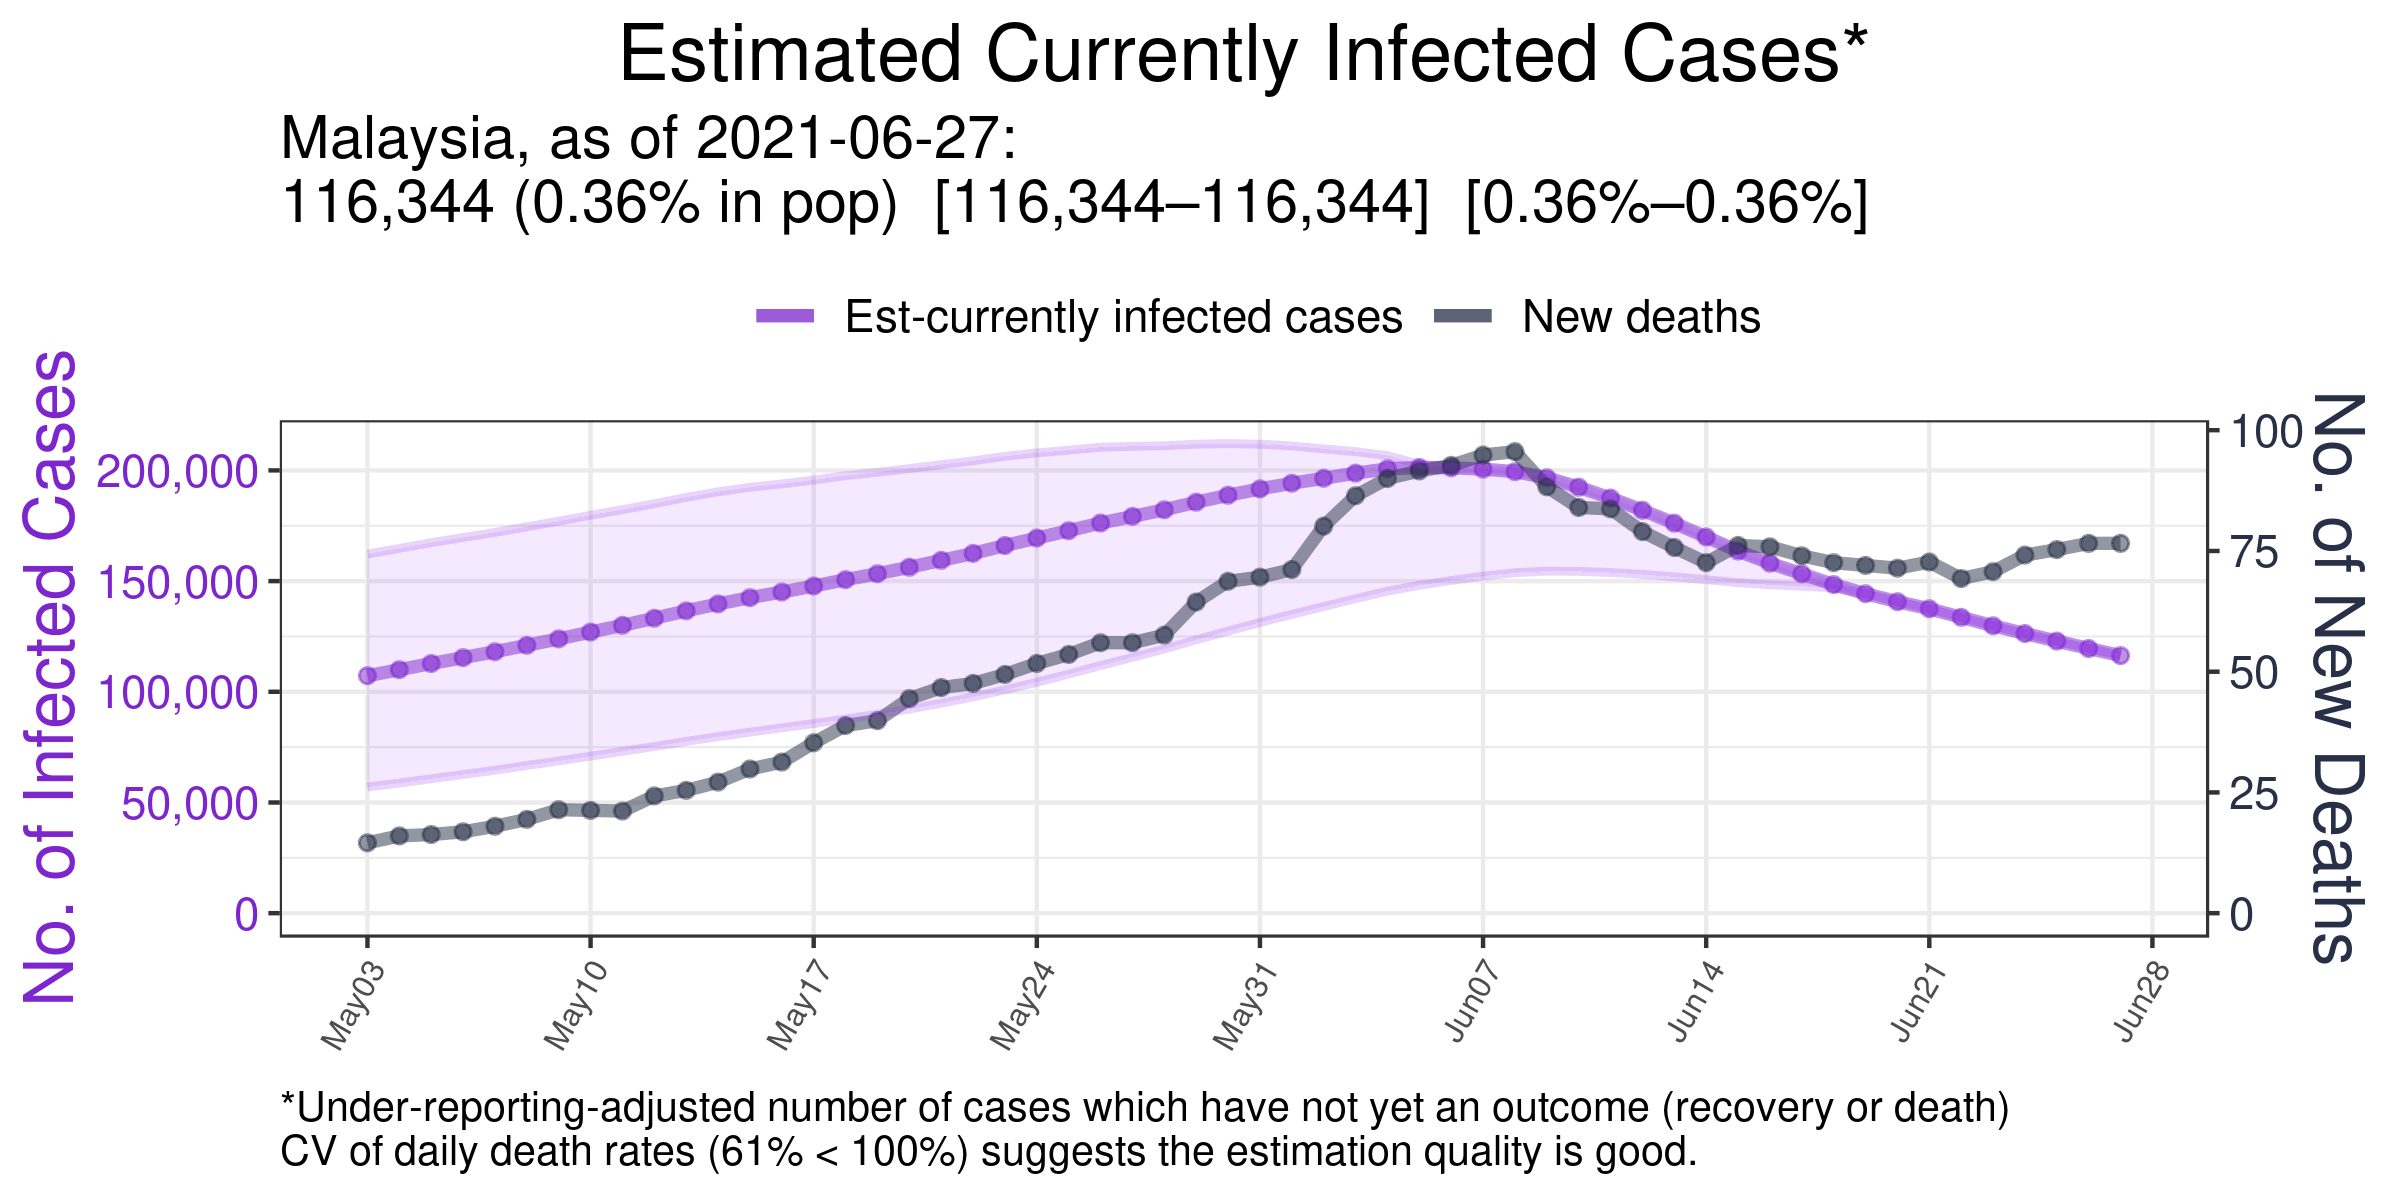 Estimated Currently Infected Cases*
Malaysia, as of 2021-06-27:
116,344 (0.36% in pop) [116,344–116,344] [0.36%–0.36%]
Est-currently infected cases
New deaths
No. of Infected Cases
200,000
150,000
100,000
50,000
0
No. of New Deaths
100
75
50
25
0
May03
May10
May17
May24
May31
Jun07
Jun14
Jun21
Jun28
*Under-reporting-adjusted number of cases which have not yet an outcome (recovery or death)
CV of daily death rates (61% < 100%) suggests the estimation quality is good.